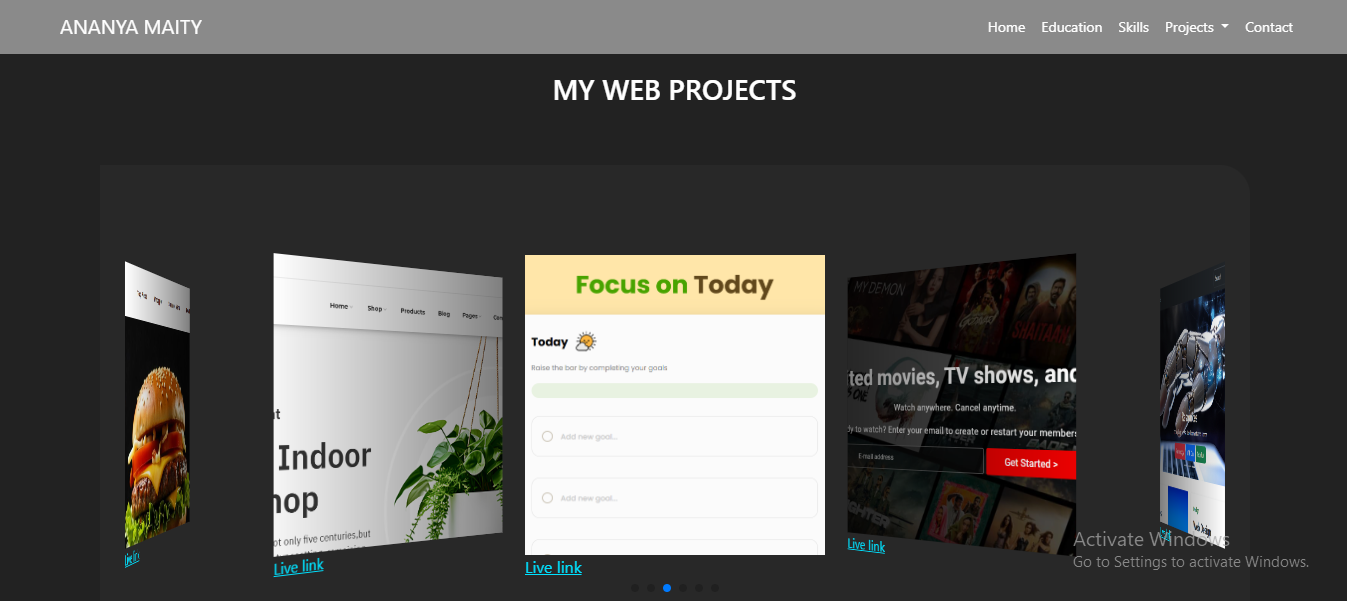 ANANYA MAITY
Home Education Skills Projects Contact
MY WEB PROJECTS
Home Shop Products Blog Pages
Indoor
hop
ot only five centuries,but
Live link
Focus on Today
Today
Raise the bar by completing your goals
Add new goal...
Add new goal...
Live link
MY DEMON
SHAITAAN
ted movies, TV shows, and
Watch anywhere. Cancel anytime.
dy to watch? Enter your email to create or restart your members
E-mail address
Get Started >
Live link
Activate Windows
Go to Settings to activate Windows.